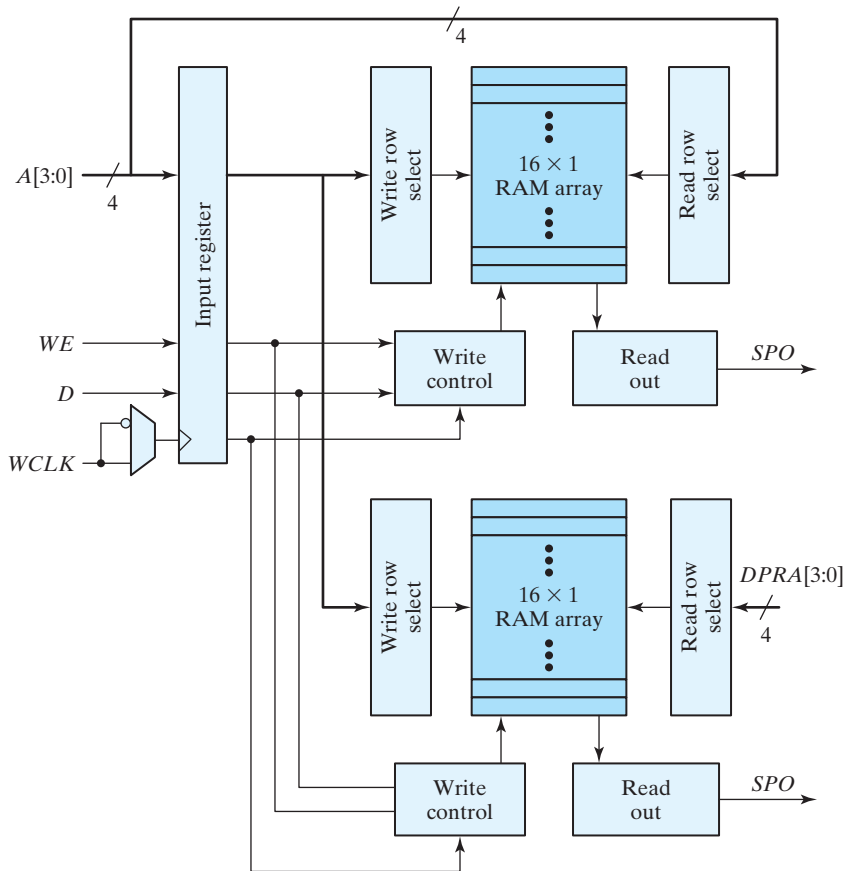 4
A[3:0]
4
Input register
Write row
select
16 × 1
RAM array
Read row
select
WE
D
WCLK
Write
control
Read
out
SPO
Write row
select
16 × 1
RAM array
Read row
select
DPRA[3:0]
4
Write
control
Read
out
SPO